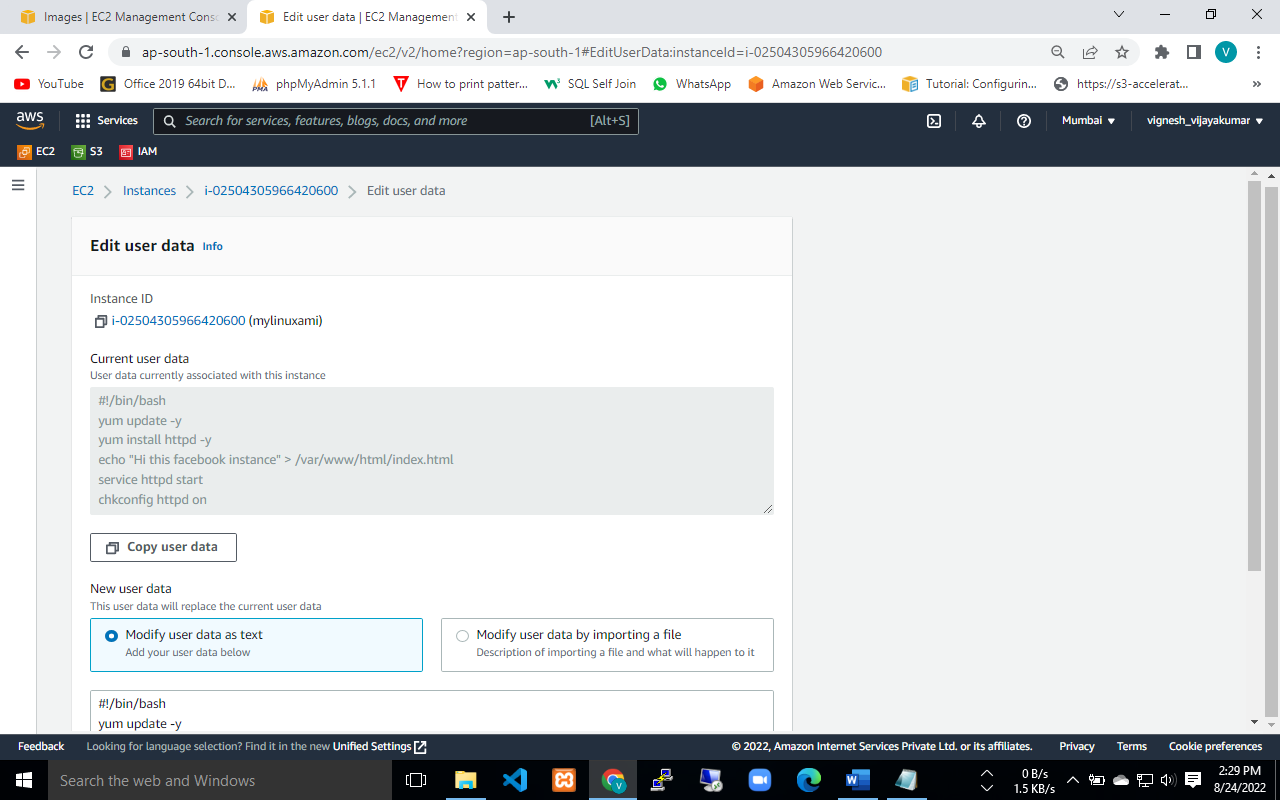 Images | EC2 Management Conso
Edit user data | EC2 Management
ap-south-1.console.aws.amazon.com/ec2/v2/home?region=ap-south-1#EditUserData:instanceId=i-02504305966420600
V
YouTube
Office 2019 64bit D...
phpMyAdmin 5.1.1
How to print patter...
SQL Self Join
WhatsApp
Amazon Web Servic...
Tutorial: Configurin...
https://s3-accelerat...
»
aws
Services
Search for services, features, blogs, docs, and more
[Alt+S]
Mumbai
vignesh_vijayakumar
EC2
S3
IAM
EC2
Instances
i-02504305966420600
Edit user data
Edit user data Info
Instance ID
i-02504305966420600 (mylinuxami)
Current user data
User data currently associated with this instance
#!/bin/bash
yum update -y
yum install httpd -y
echo "Hi this facebook instance" > /var/www/html/index.html
service httpd start
chkconfig httpd on
Copy user data
New user data
This user data will replace the current user data
Modify user data as text
Add your user data below
Modify user data by importing a file
Description of importing a file and what will happen to it
#!/bin/bash
yum update -y
Feedback
Looking for language selection? Find it in the new Unified Settings
© 2022, Amazon Internet Services Private Ltd. or its affiliates.
Privacy
Terms
Cookie preferences
Search the web and Windows
0 B/s
1.5 KB/s
2:29 PM
8/24/2022